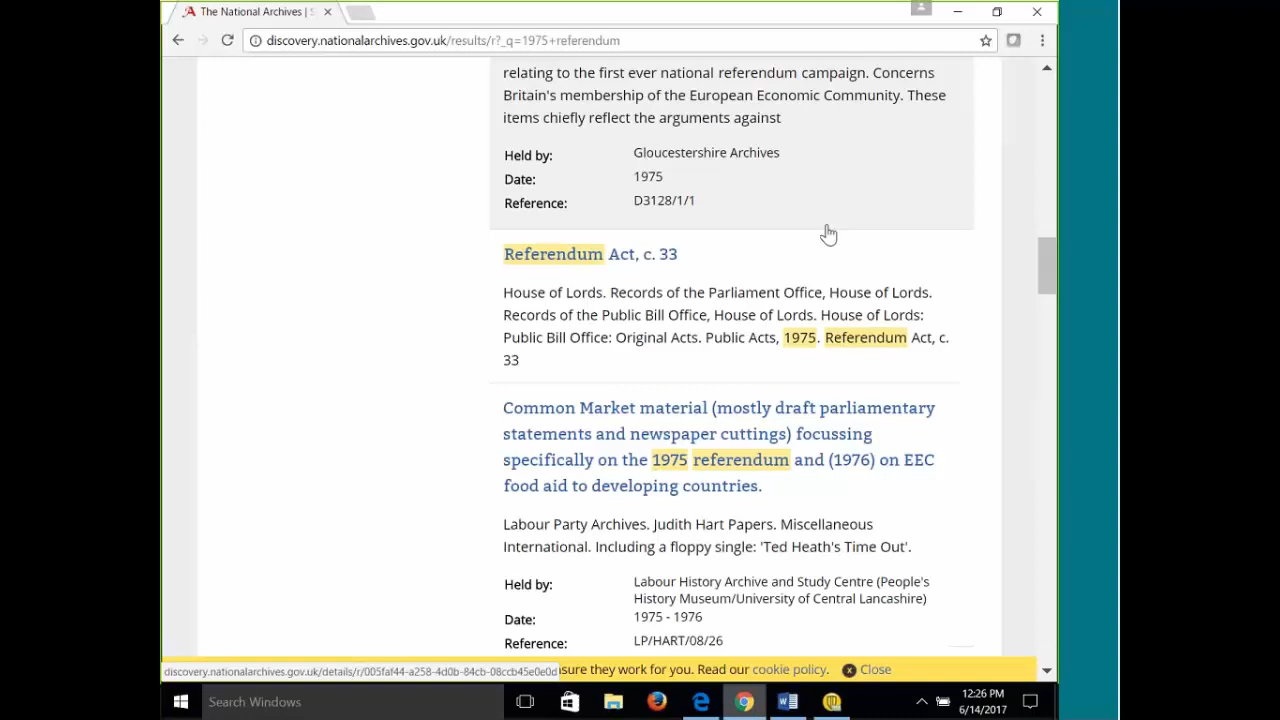 The National Archives | S
discovery.nationalarchives.gov.uk/results/r?_q=1975+referendum
relating to the first ever national referendum campaign. Concerns
Britain's membership of the European Economic Community. These
items chiefly reflect the arguments against
Held by: Gloucestershire Archives
Date: 1975
Reference: D3128/1/1
Referendum Act, c. 33
House of Lords. Records of the Parliament Office, House of Lords.
Records of the Public Bill Office, House of Lords. House of Lords:
Public Bill Office: Original Acts. Public Acts, 1975. Referendum Act, c.
33
Common Market material (mostly draft parliamentary
statements and newspaper cuttings) focussing
specifically on the 1975 referendum and (1976) on EEC
food aid to developing countries.
Labour Party Archives. Judith Hart Papers. Miscellaneous
International. Including a floppy single: 'Ted Heath's Time Out'.
Held by: Labour History Archive and Study Centre (People's
History Museum/University of Central Lancashire)
Date: 1975 - 1976
Reference: LP/HART/08/26
discovery.nationalarchives.gov.uk/details/r/005faf44-a258-4d0b-84cb-08ccb45e0e0d
sure they work for you. Read our cookie policy. Close
Search Windows
12:26 PM
6/14/2017